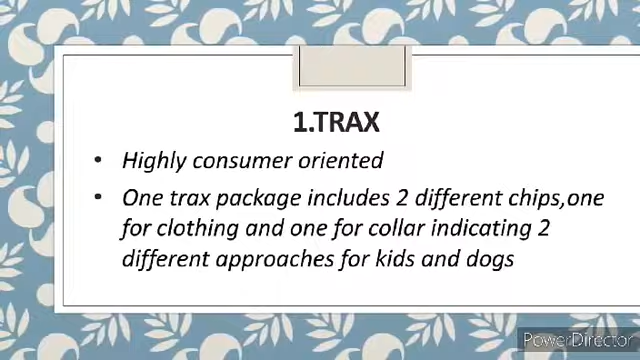 1.TRAX
• Highly consumer oriented
• One trax package includes 2 different chips,one
for clothing and one for collar indicating 2
different approaches for kids and dogs
PowerDirector